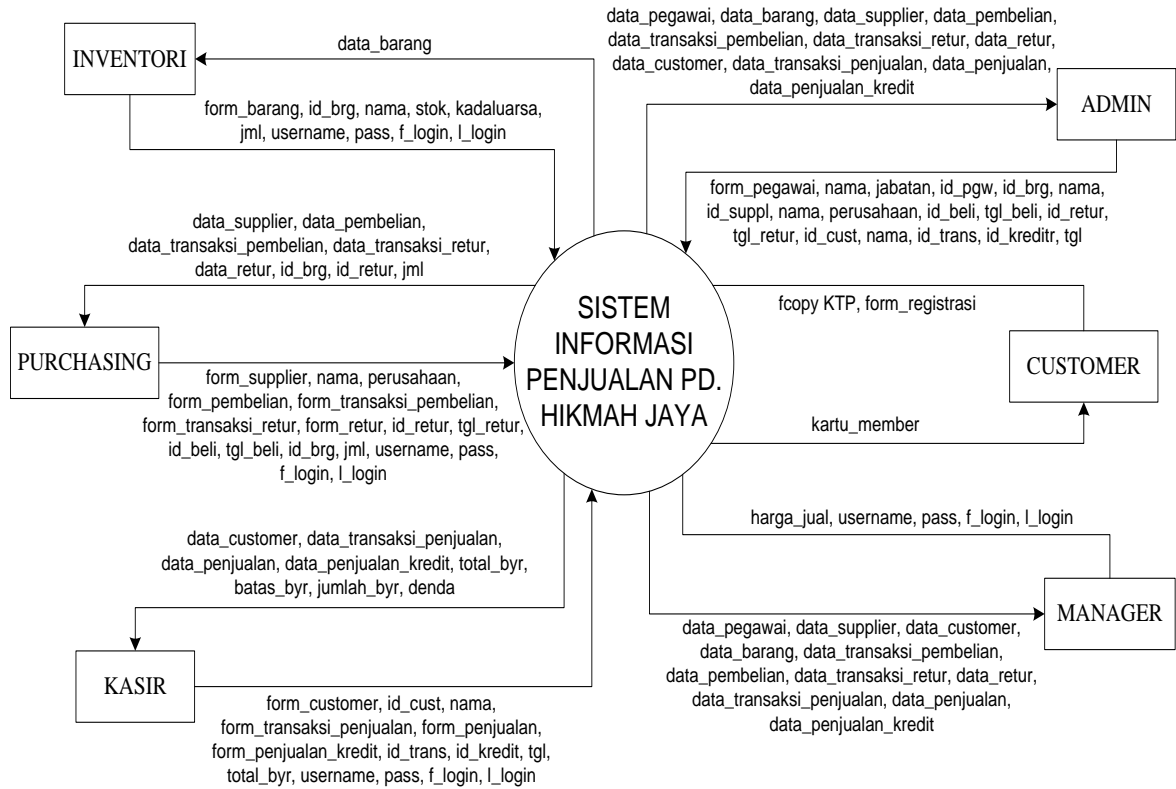 INVENTORI
data_barang
form_barang, id_brg, nama, stok, kadaluarsa,
jml, username, pass, f_login, l_login
data_supplier, data_pembelian,
data_transaksi_pembelian, data_transaksi_retur,
data_retur, id_brg, id_retur, jml
PURCHASING
form_supplier, nama, perusahaan,
form_pembelian, form_transaksi_pembelian,
form_transaksi_retur, form_retur, id_retur, tgl_retur,
id_beli, tgl_beli, id_brg, jml, username, pass,
f_login, l_login
data_customer, data_transaksi_penjualan,
data_penjualan, data_penjualan_kredit, total_byr,
batas_byr, jumlah_byr, denda
KASIR
form_customer, id_cust, nama,
form_transaksi_penjualan, form_penjualan,
form_penjualan_kredit, id_trans, id_kredit, tgl,
total_byr, username, pass, f_login, l_login
SISTEM
INFORMASI
PENJUALAN PD.
HIKMAH JAYA
data_pegawai, data_barang, data_supplier, data_pembelian,
data_transaksi_pembelian, data_transaksi_retur, data_retur,
data_customer, data_transaksi_penjualan, data_penjualan,
data_penjualan_kredit
ADMIN
form_pegawai, nama, jabatan, id_pgw, id_brg, nama,
id_suppl, nama, perusahaan, id_beli, tgl_beli, id_retur,
tgl_retur, id_cust, nama, id_trans, id_kreditr, tgl
fcopy KTP, form_registrasi
CUSTOMER
kartu_member
harga_jual, username, pass, f_login, l_login
MANAGER
data_pegawai, data_supplier, data_customer,
data_barang, data_transaksi_pembelian,
data_pembelian, data_transaksi_retur, data_retur,
data_transaksi_penjualan, data_penjualan,
data_penjualan_kredit